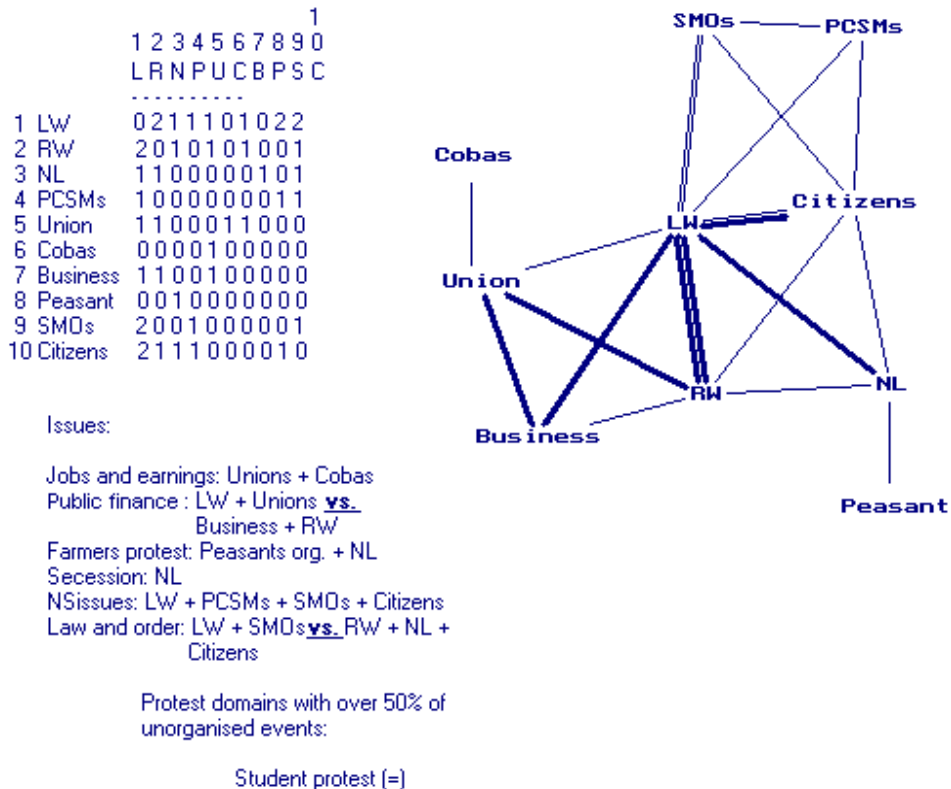 1
1 2 3 4 5 6 7 8 9 0
L R N P U C B P S C
- - - - - - - - - -
1 LW 0 2 1 1 1 0 1 0 2 2
2 RW 2 0 1 0 1 0 1 0 0 1
3 NL 1 1 0 0 0 0 0 1 0 1
4 PCSMs 1 0 0 0 0 0 0 0 1 1
5 Union 1 1 0 0 0 1 1 0 0 0
6 Cobas 0 0 0 0 1 0 0 0 0 0
7 Business 1 1 0 0 1 0 0 0 0 0
8 Peasant 0 0 1 0 0 0 0 0 0 0
9 SMOs 2 0 0 1 0 0 0 0 0 1
10 Citizens 2 1 1 1 0 0 0 0 1 0
SMOs
PCSMs
Cobas
Citizens
LW
Union
NL
RW
Business
Peasant
Issues:
Jobs and earnings: Unions + Cobas
Public finance : LW + Unions vs.
Business + RW
Farmers protest: Peasants org. + NL
Secession: NL
NSissues: LW + PCSMs + SMOs + Citizens
Law and order: LW + SMOs vs. RW + NL +
Citizens
Protest domains with over 50% of
unorganised events:
Student protest (=)